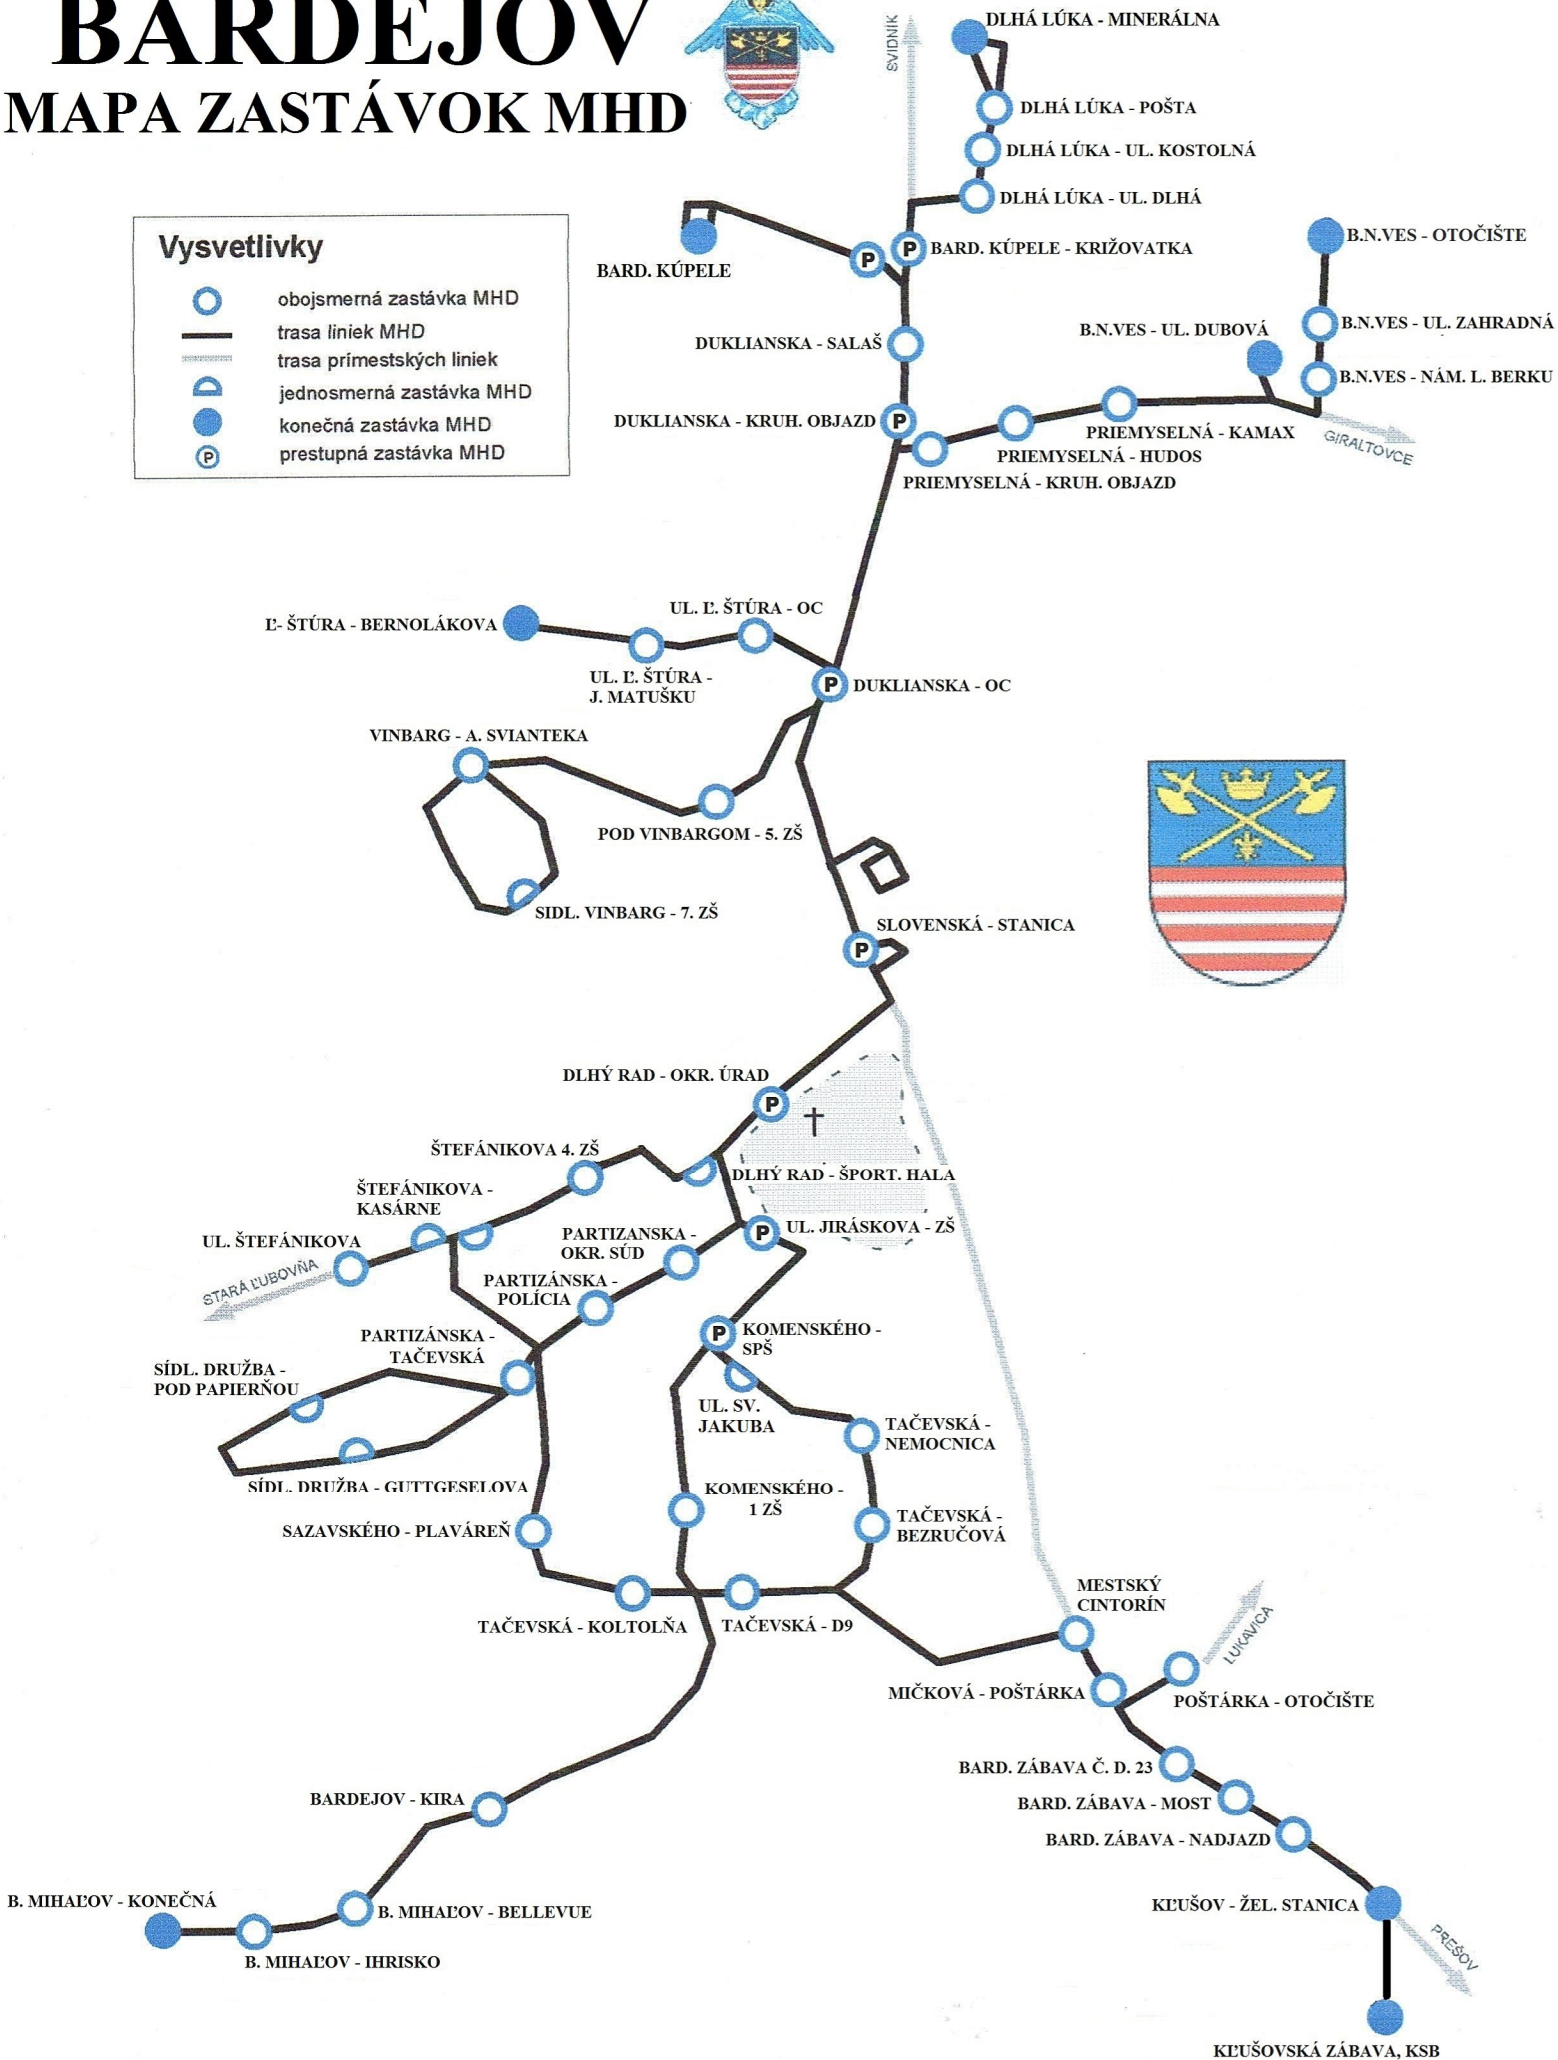 BARDEJOV
MAPA ZASTÁVOK MHD
SVIDNÍK
DLHÁ LÚKA - MINERÁLNA
DLHÁ LÚKA - POŠTA
DLHÁ LÚKA - UL. KOSTOLNÁ
DLHÁ LÚKA - UL. DLHÁ
Vysvetlivky
obojsmerná zastávka MHD
trasa liniek MHD
trasa prímestských liniek
jednosmerná zastávka MHD
konečná zastávka MHD
P
prestupná zastávka MHD
BARD. KÚPELE
P
P
BARD. KÚPELE - KRIŽOVATKA
B.N.VES - OTOČIŠTE
B.N.VES - UL. ZAHRADNÁ
B.N.VES - UL. DUBOVÁ
B.N.VES - NÁM. L. BERKU
DUKLIANSKA - SALAŠ
DUKLIANSKA - KRUH. OBJAZD
P
PRIEMYSELNÁ - KAMAX
PRIEMYSELNÁ - HUDOS
PRIEMYSELNÁ - KRUH. OBJAZD
GIRALTOVCE
UL. Ľ. ŠTÚRA - OC
Ľ- ŠTÚRA - BERNOLÁKOVA
UL. Ľ. ŠTÚRA -
J. MATUŠKU
P
DUKLIANSKA - OC
VINBARG - A. SVIANTEKA
POD VINBARGOM - 5. ZŠ
SIDL. VINBARG - 7. ZŠ
SLOVENSKÁ - STANICA
P
DLHÝ RAD - OKR. ÚRAD
P
ŠTEFÁNIKOVA 4. ZŠ
DLHÝ RAD - ŠPORT. HALA
ŠTEFÁNIKOVA -
KASÁRNE
UL. ŠTEFÁNIKOVA
STARÁ ĽUBOVŇA
PARTIZANSKA -
OKR. SÚD
P
UL. JIRÁSKOVA - ZŠ
PARTIZÁNSKA -
POLÍCIA
PARTIZÁNSKA -
TAČEVSKÁ
P
KOMENSKÉHO -
SPŠ
SÍDL. DRUŽBA -
POD PAPIERŇOU
UL. SV.
JAKUBA
TAČEVSKÁ -
NEMOCNICA
SÍDL. DRUŽBA - GUTTGESELOVA
KOMENSKÉHO -
1 ZŠ
SAZAVSKÉHO - PLAVÁREŇ
TAČEVSKÁ -
BEZRUČOVÁ
TAČEVSKÁ - KOLTOLŇA
TAČEVSKÁ - D9
MESTSKÝ
CINTORÍN
LUKAVICA
MIČKOVÁ - POŠTÁRKA
POŠTÁRKA - OTOČIŠTE
BARD. ZÁBAVA Č. D. 23
BARD. ZÁBAVA - MOST
BARD. ZÁBAVA - NADJAZD
BARDEJOV - KIRA
B. MIHAĽOV - KONEČNÁ
B. MIHAĽOV - BELLEVUE
B. MIHAĽOV - IHRISKO
KĽUŠOV - ŽEL. STANICA
PREŠOV
KĽUŠOVSKÁ ZÁBAVA, KSB